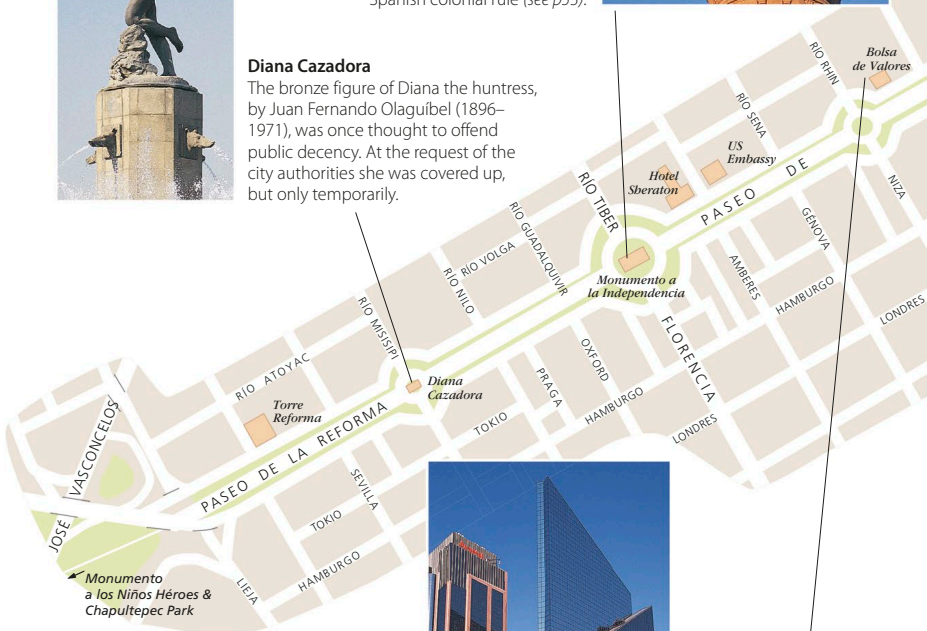 Spanish colonial rule (see p55).
Diana Cazadora
The bronze figure of Diana the huntress,
by Juan Fernando Olaguíbel (1896–
1971), was once thought to offend
public decency. At the request of the
city authorities she was covered up,
but only temporarily.
Bolsa
de Valores
RÍO RHIN
RÍO SENA
US
Embassy
Hotel
Sheraton
PASEO DE
NIZA
RÍO TIBER
RÍO GUADALQUIVIR
RÍO VOLGA
RÍO NILO
GÉNOVA
AMBERES
HAMBURGO
LONDRES
Monumento a
la Independencia
FLORENCIA
RÍO MISISIPI
RÍO ATOYAC
OXFORD
PRAGA
HAMBURGO
LONDRES
Diana
Cazadora
TOKIO
Torre
Reforma
PASEO DE LA REFORMA
JOSÉ VASCONCELOS
SEVILLA
TOKIO
HAMBURGO
LIEJA
Monumento
a los Niños Héroes &
Chapultepec Park